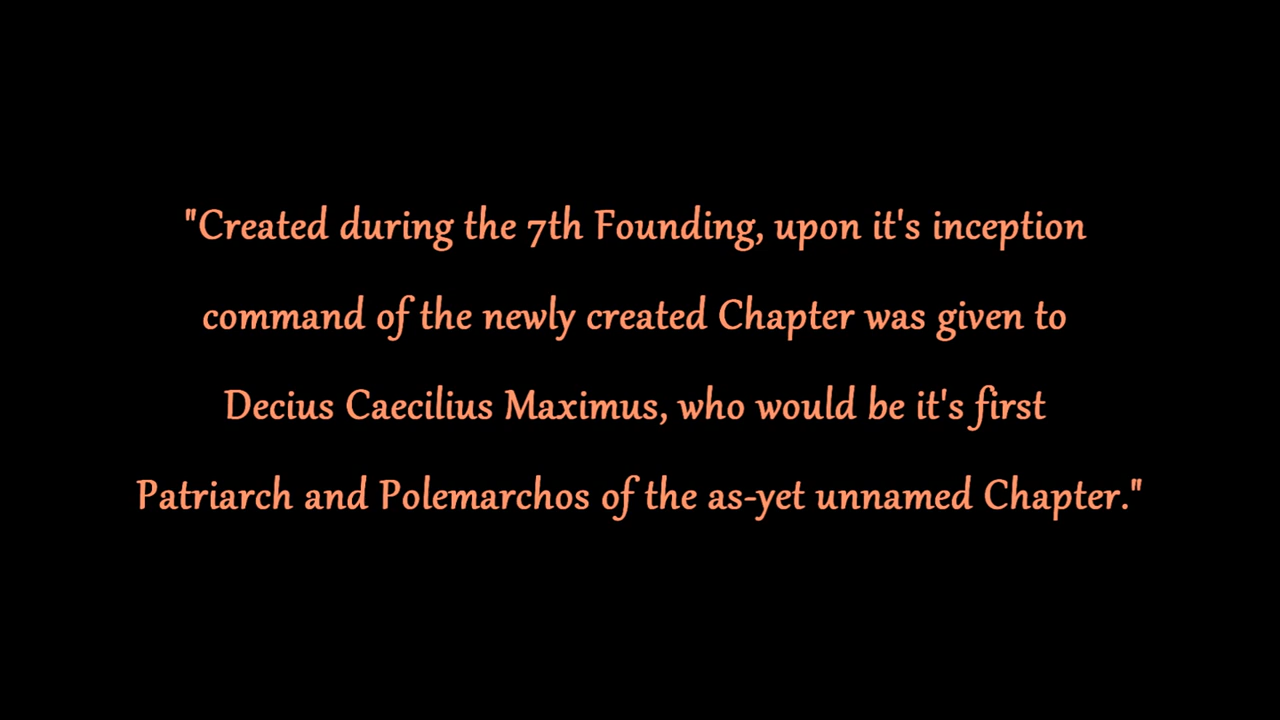 "Created during the 7th Founding, upon it's inception
command of the newly created Chapter was given to
Decius Caecilius Maximus, who would be it's first
Patriarch and Polemarchos of the as-yet unnamed Chapter."